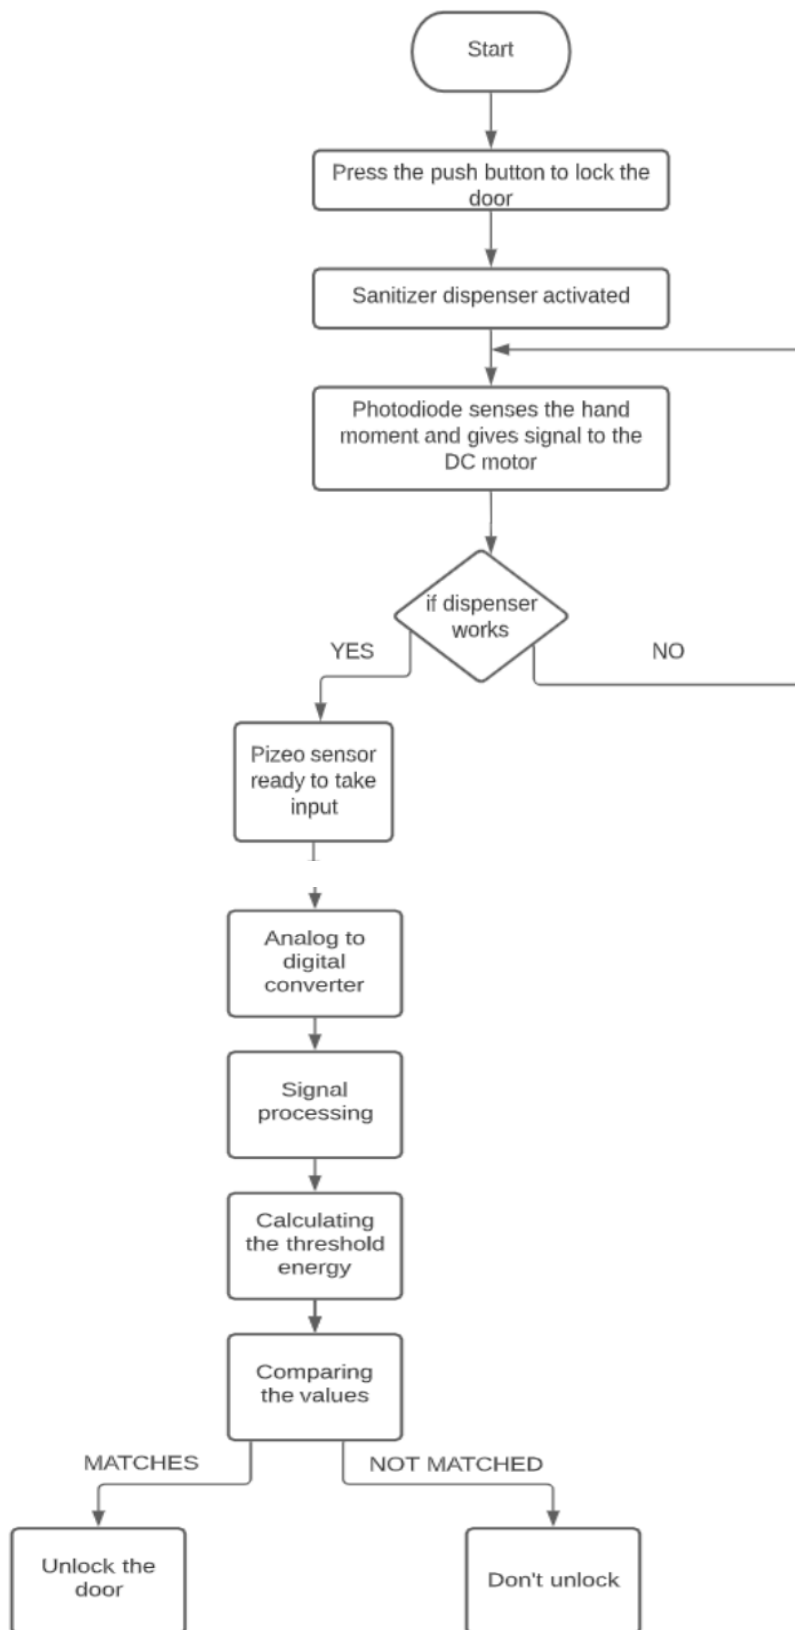 Start
Press the push button to lock the
door
Sanitizer dispenser activated
Photodiode senses the hand
moment and gives signal to the
DC motor
if dispenser
works
YES
NO
Pizeo sensor
ready to take
input
Analog to
digital
converter
Signal
processing
Calculating
the threshold
energy
Comparing
the values
MATCHES
NOT MATCHED
Unlock the
door
Don't unlock